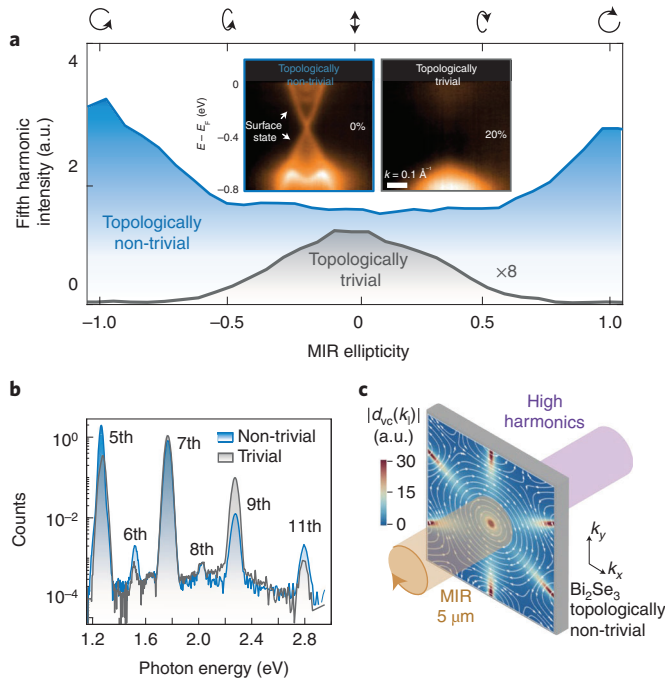 a
4
2
0
Fifth harmonic
intensity (a.u.)
Topologically
non-trivial
Topologically
trivial
0
−0.4
−0.8
E − E_F (eV)
Surface
state
0%
20%
k = 0.1 Å⁻¹
Topologically
non-trivial
Topologically
trivial
×8
−1.0 −0.5 0 0.5 1.0
MIR ellipticity
b
10⁰
10⁻²
10⁻⁴
Counts
5th
6th
7th
8th
9th
11th
Non-trivial
Trivial
1.2 1.6 2.0 2.4 2.8
Photon energy (eV)
c
|d_vc(k_l)|
(a.u.)
30
15
0
High
harmonics
k_y
k_x
MIR
5 μm
Bi₂Se₃
topologically
non-trivial